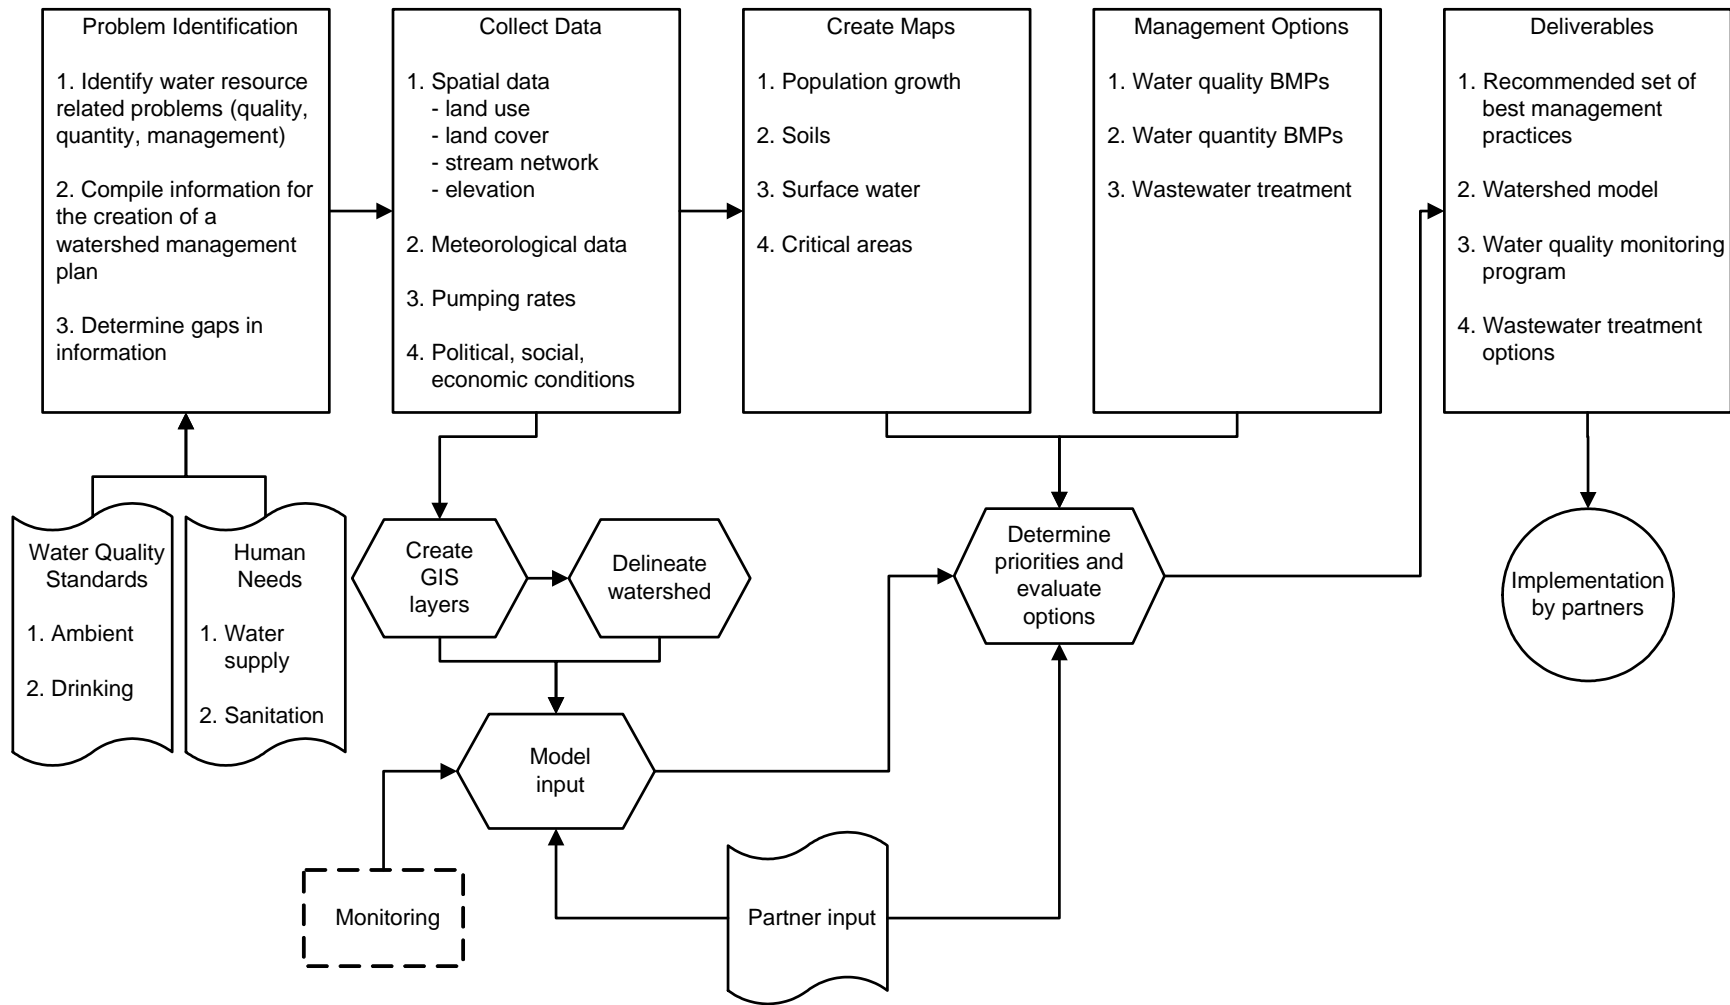 Problem Identification
1. Identify water resource
related problems (quality,
quantity, management)
2. Compile information for
the creation of a
watershed management
plan
3. Determine gaps in
information
Collect Data
1. Spatial data
- land use
- land cover
- stream network
- elevation
2. Meteorological data
3. Pumping rates
4. Political, social,
economic conditions
Create Maps
1. Population growth
2. Soils
3. Surface water
4. Critical areas
Management Options
1. Water quality BMPs
2. Water quantity BMPs
3. Wastewater treatment
Deliverables
1. Recommended set of
best management
practices
2. Watershed model
3. Water quality monitoring
program
4. Wastewater treatment
options
Water Quality
Standards
1. Ambient
2. Drinking
Human
Needs
1. Water
supply
2. Sanitation
Create
GIS
layers
Delineate
watershed
Determine
priorities and
evaluate
options
Implementation
by partners
Model
input
Monitoring
Partner input